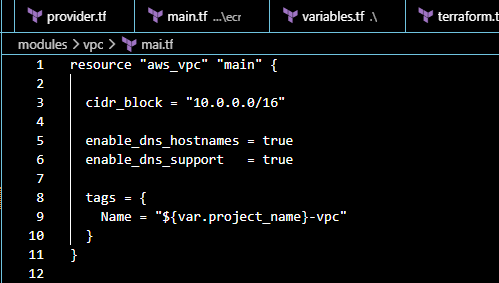 provider.tf main.tf ...\ecr variables.tf .\ terraform.tf
modules > vpc > mai.tf
1 resource "aws_vpc" "main" {
2
3 cidr_block = "10.0.0.0/16"
4
5 enable_dns_hostnames = true
6 enable_dns_support   = true
7
8 tags = {
9 Name = "${var.project_name}-vpc"
10 }
11 }
12